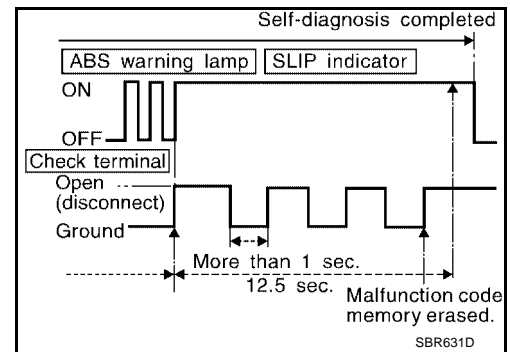 Self-diagnosis completed
ABS warning lamp SLIP indicator
ON
OFF
Check terminal
Open
(disconnect)
Ground
More than 1 sec.
12.5 sec.
Malfunction code
memory erased.
SBR631D